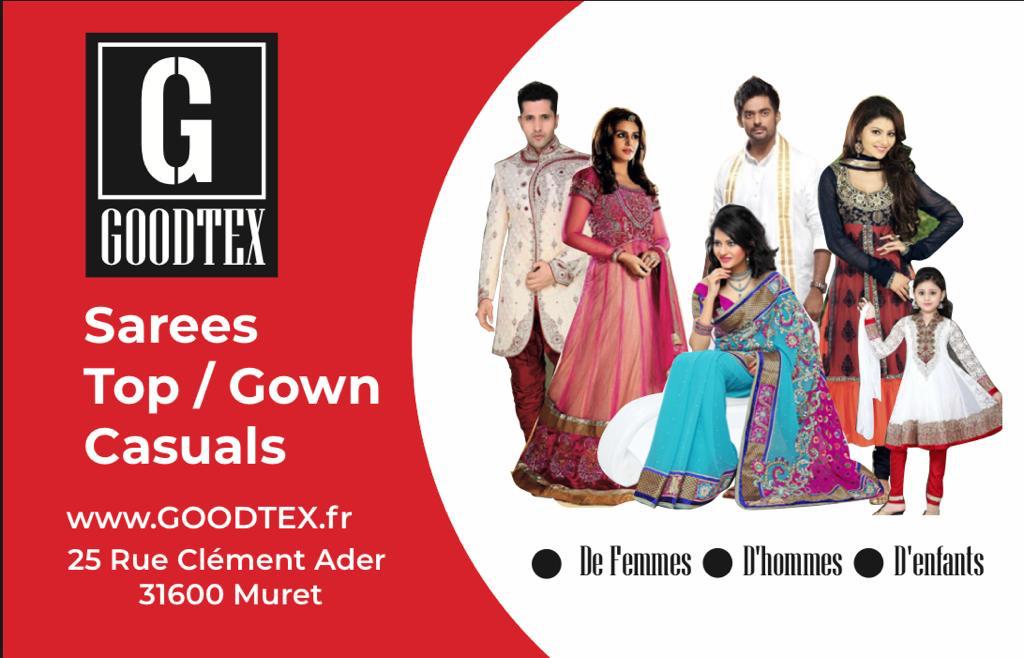 G
GOODTEX
Sarees
Top / Gown
Casuals
www.GOODTEX.fr
25 Rue Clément Ader
31600 Muret
● De Femmes ● D'hommes ● D'enfants